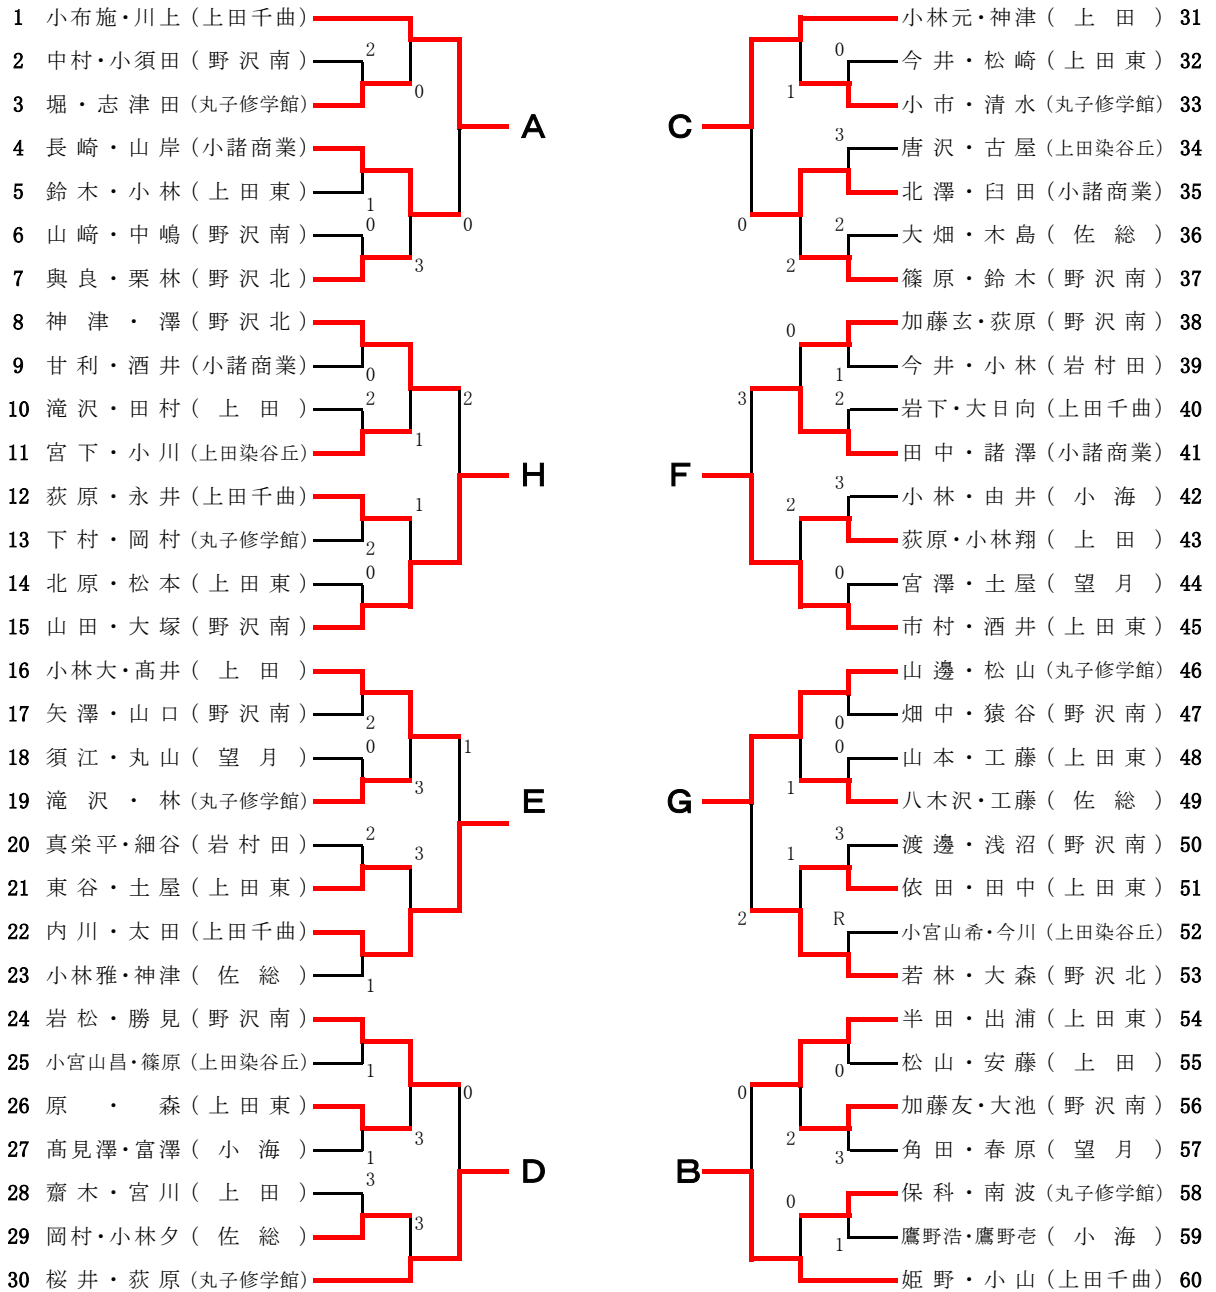 1 小布施・川上 (上田千曲)
2 中村・小須田 (野沢南)
2
3 堀・志津田 (丸子修学館)
0
A
4 長崎・山岸 (小諸商業)
5 鈴木・小林 (上田東)
1
0
6 山﨑・中嶋 (野沢南)
0
7 與良・栗林 (野沢北)
3
8 神津・澤 (野沢北)
9 甘利・酒井 (小諸商業)
0
10 滝沢・田村 (上田)
2
2
11 宮下・小川 (上田染谷丘)
1
H
12 荻原・永井 (上田千曲)
1
13 下村・岡村 (丸子修学館)
2
14 北原・松本 (上田東)
0
15 山田・大塚 (野沢南)
16 小林大・髙井 (上田)
17 矢澤・山口 (野沢南)
2
18 須江・丸山 (望月)
0
1
19 滝沢・林 (丸子修学館)
3
E
20 真栄平・細谷 (岩村田)
2
3
21 東谷・土屋 (上田東)
22 内川・太田 (上田千曲)
23 小林雅・神津 (佐総)
1
24 岩松・勝見 (野沢南)
25 小宮山昌・篠原 (上田染谷丘)
1
0
26 原・森 (上田東)
27 髙見澤・富澤 (小海)
1
3
D
28 齋木・宮川 (上田)
3
29 岡村・小林夕 (佐総)
3
30 桜井・荻原 (丸子修学館)
小林元・神津 (上田) 31
0
今井・松崎 (上田東) 32
1
小市・清水 (丸子修学館) 33
C
3
唐沢・古屋 (上田染谷丘) 34
北澤・臼田 (小諸商業) 35
0
2
大畑・木島 (佐総) 36
2
篠原・鈴木 (野沢南) 37
0
加藤玄・荻原 (野沢南) 38
1
今井・小林 (岩村田) 39
3
2
岩下・大日向 (上田千曲) 40
田中・諸澤 (小諸商業) 41
F
3
小林・由井 (小海) 42
2
荻原・小林翔 (上田) 43
0
宮澤・土屋 (望月) 44
市村・酒井 (上田東) 45
山邊・松山 (丸子修学館) 46
0
畑中・猿谷 (野沢南) 47
0
山本・工藤 (上田東) 48
1
八木沢・工藤 (佐総) 49
G
3
渡邊・浅沼 (野沢南) 50
1
依田・田中 (上田東) 51
2
R
小宮山希・今川 (上田染谷丘) 52
若林・大森 (野沢北) 53
半田・出浦 (上田東) 54
0
松山・安藤 (上田) 55
0
加藤友・大池 (野沢南) 56
2
3
角田・春原 (望月) 57
B
保科・南波 (丸子修学館) 58
0
1
鷹野浩・鷹野壱 (小海) 59
姫野・小山 (上田千曲) 60